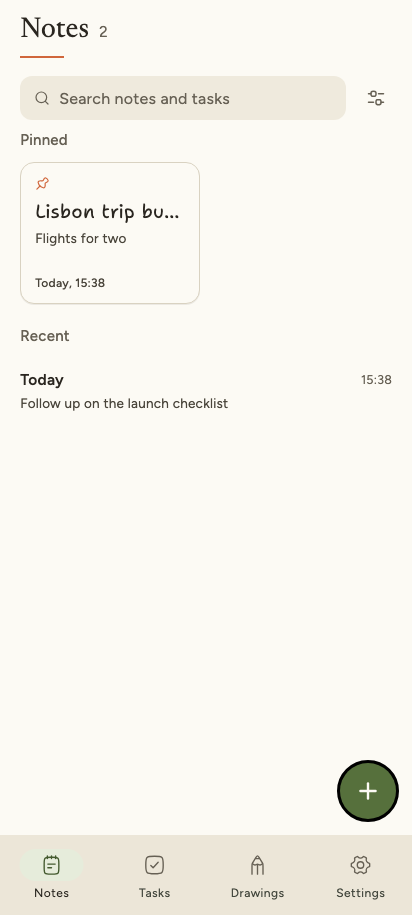 Notes 2
Search notes and tasks
Pinned
Lisbon trip bu...
Flights for two
Today, 15:38
Recent
Today 15:38
Follow up on the launch checklist
Notes Tasks Drawings Settings